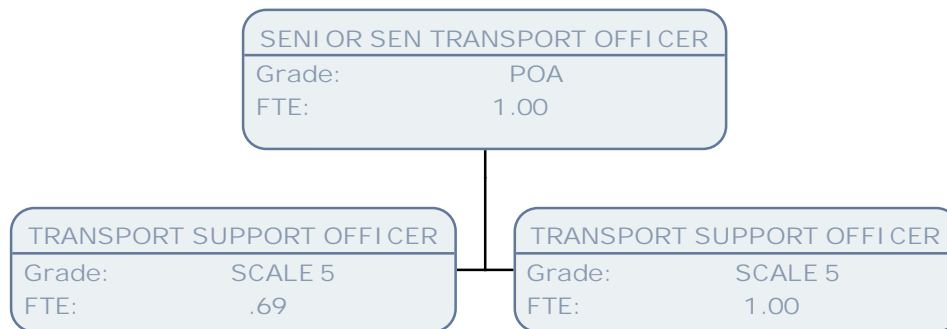 SENIOR SEN TRANSPORT OFFICER
Grade: POA
FTE: 1.00
TRANSPORT SUPPORT OFFICER
Grade: SCALE 5
FTE: .69
TRANSPORT SUPPORT OFFICER
Grade: SCALE 5
FTE: 1.00